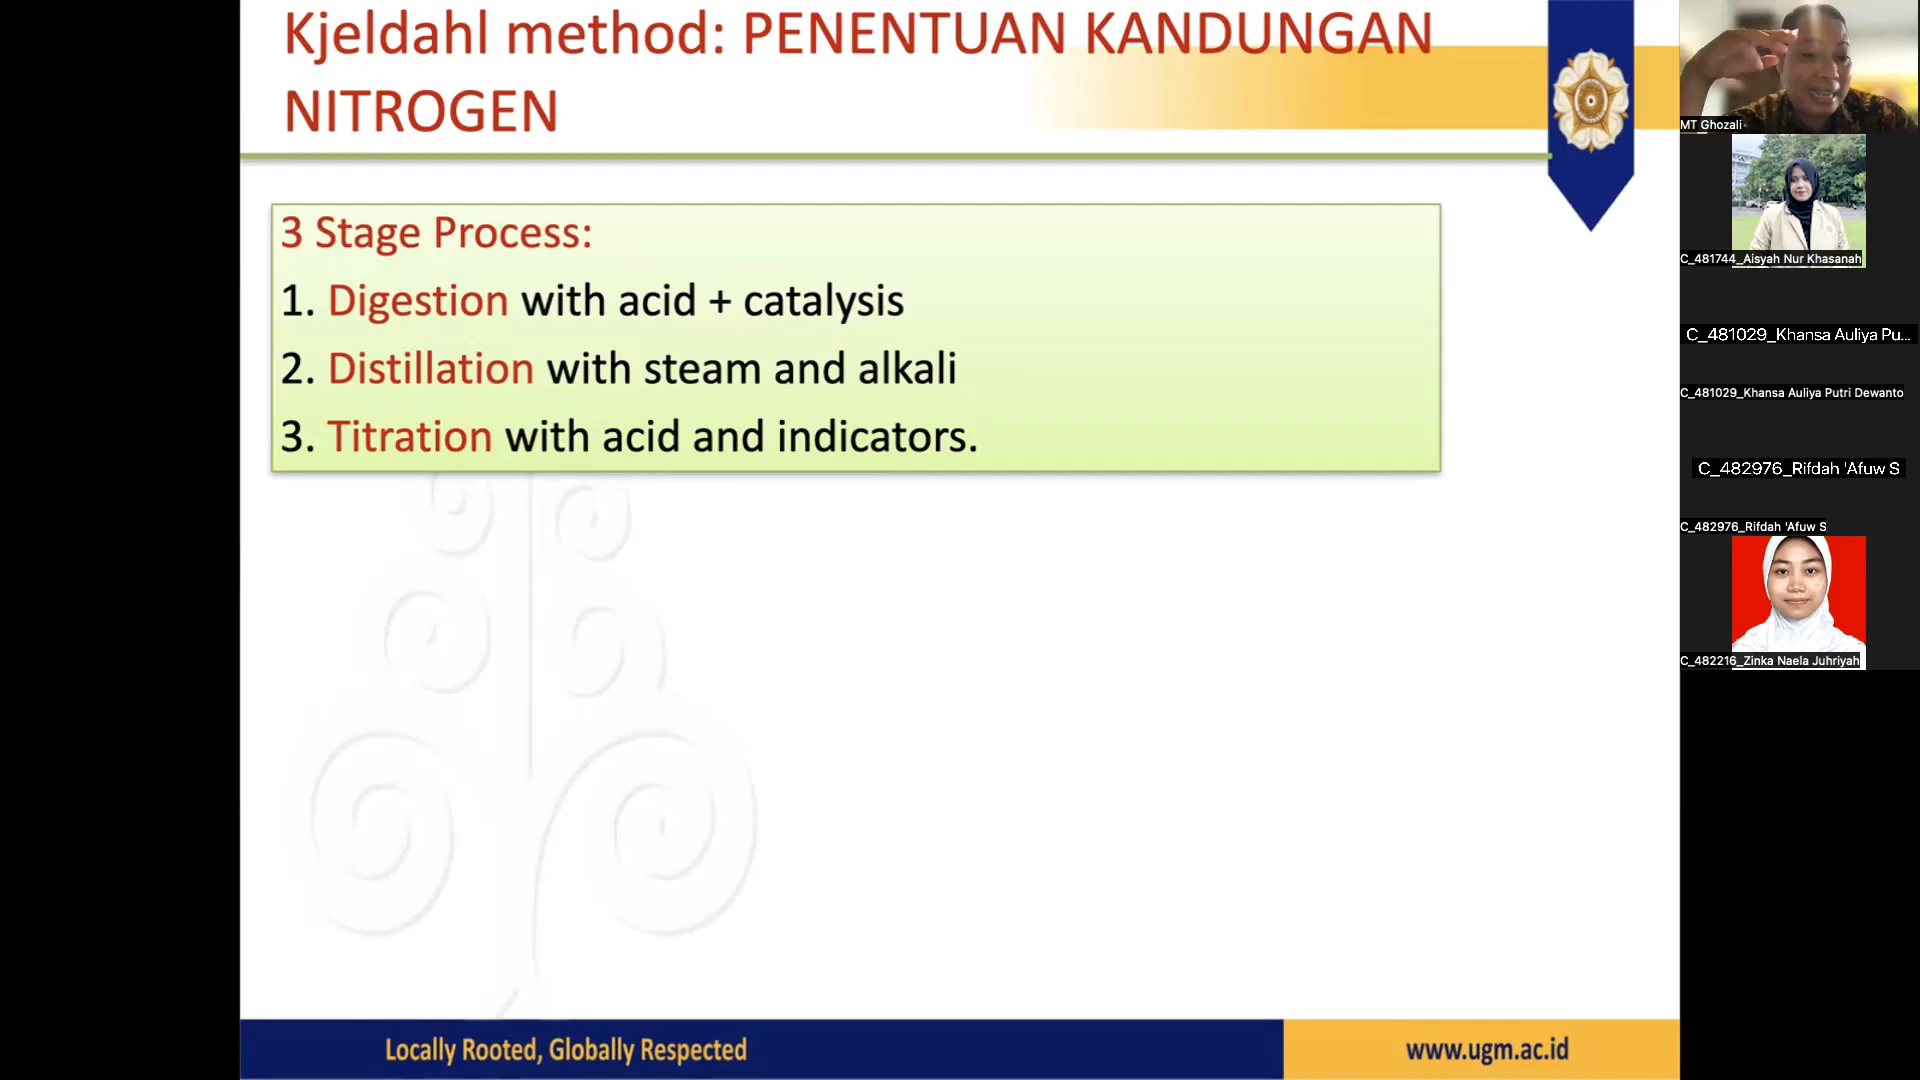 Kjeldahl method: PENENTUAN KANDUNGAN
NITROGEN
3 Stage Process:
1. Digestion with acid + catalysis
2. Distillation with steam and alkali
3. Titration with acid and indicators.
Locally Rooted, Globally Respected
www.ugm.ac.id
MT Ghozali
C_481744_Aisyah Nur Khasanah
C_481029_Khansa Auliya Pu...
C_481029_Khansa Auliya Putri Dewanto
C_482976_Rifdah 'Afuw S
C_482976_Rifdah 'Afuw S
C_482216_Zinka Naela Juhriyah